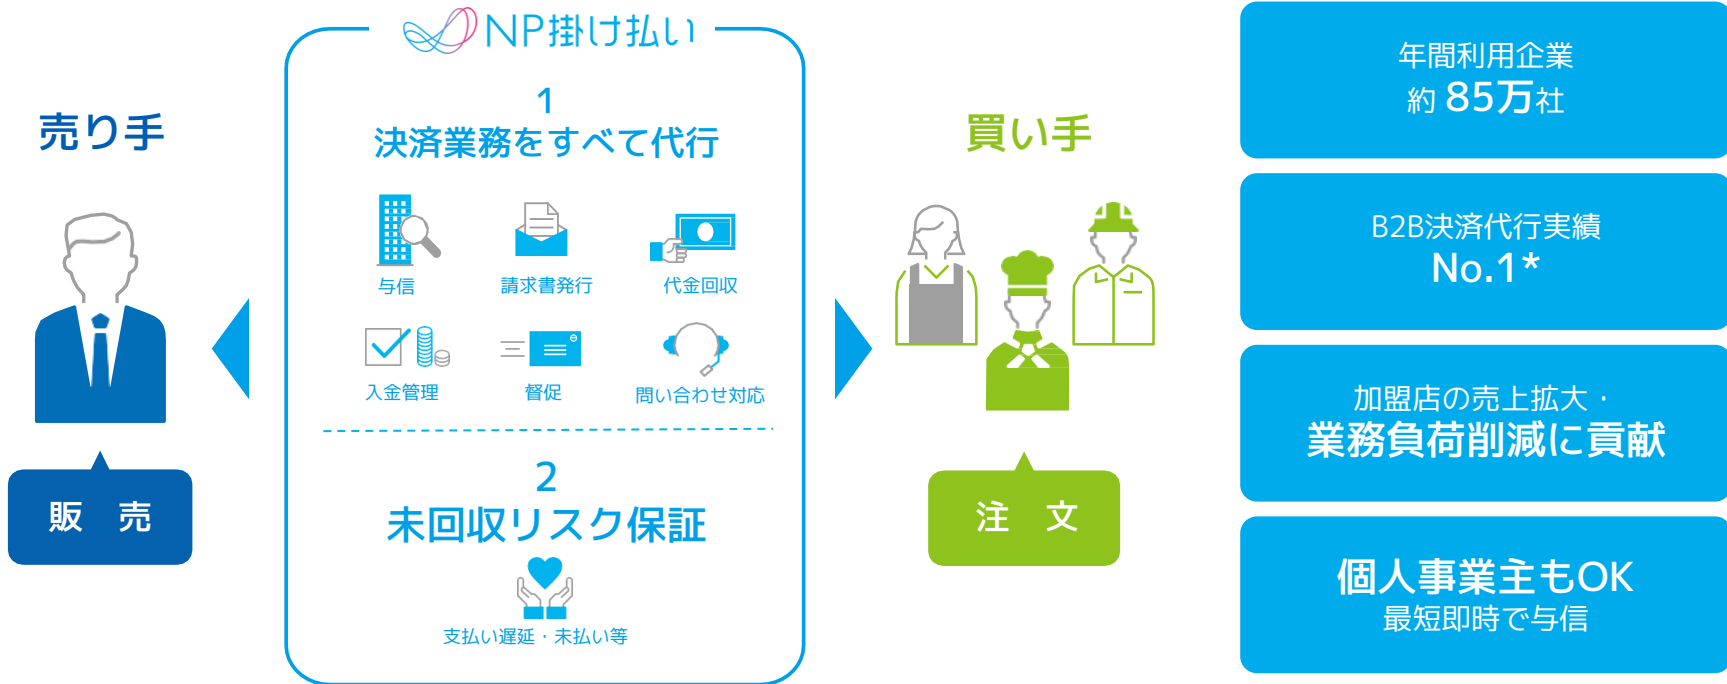 NP掛け払い
売り手
販 売
1
決済業務をすべて代行
与信
請求書発行
代金回収
入金管理
督促
問い合わせ対応
2
未回収リスク保証
支払い遅延・未払い等
買い手
注 文
年間利用企業
約 85万社
B2B決済代行実績
No.1*
加盟店の売上拡大・
業務負荷削減に貢献
個人事業主もOK
最短即時で与信